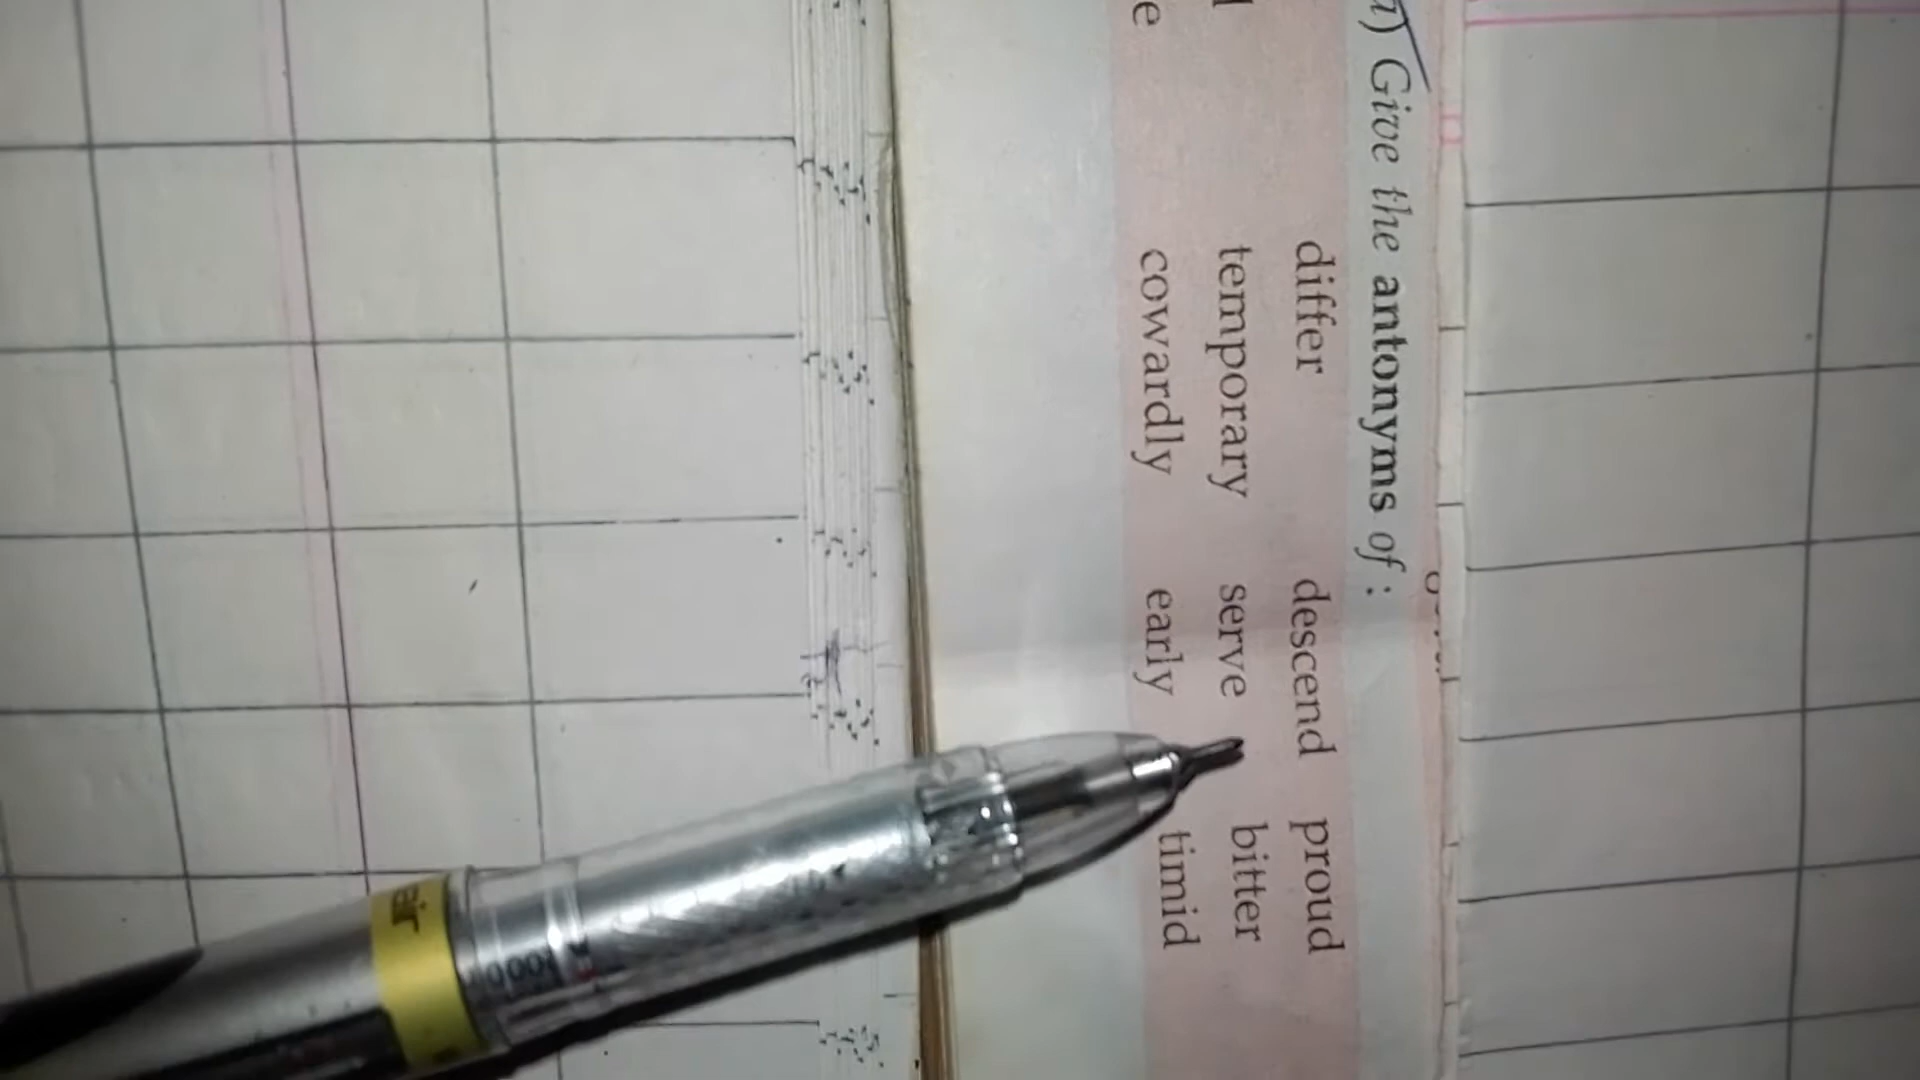 a) Give the antonyms of :
differ descend proud
temporary serve bitter
cowardly early timid